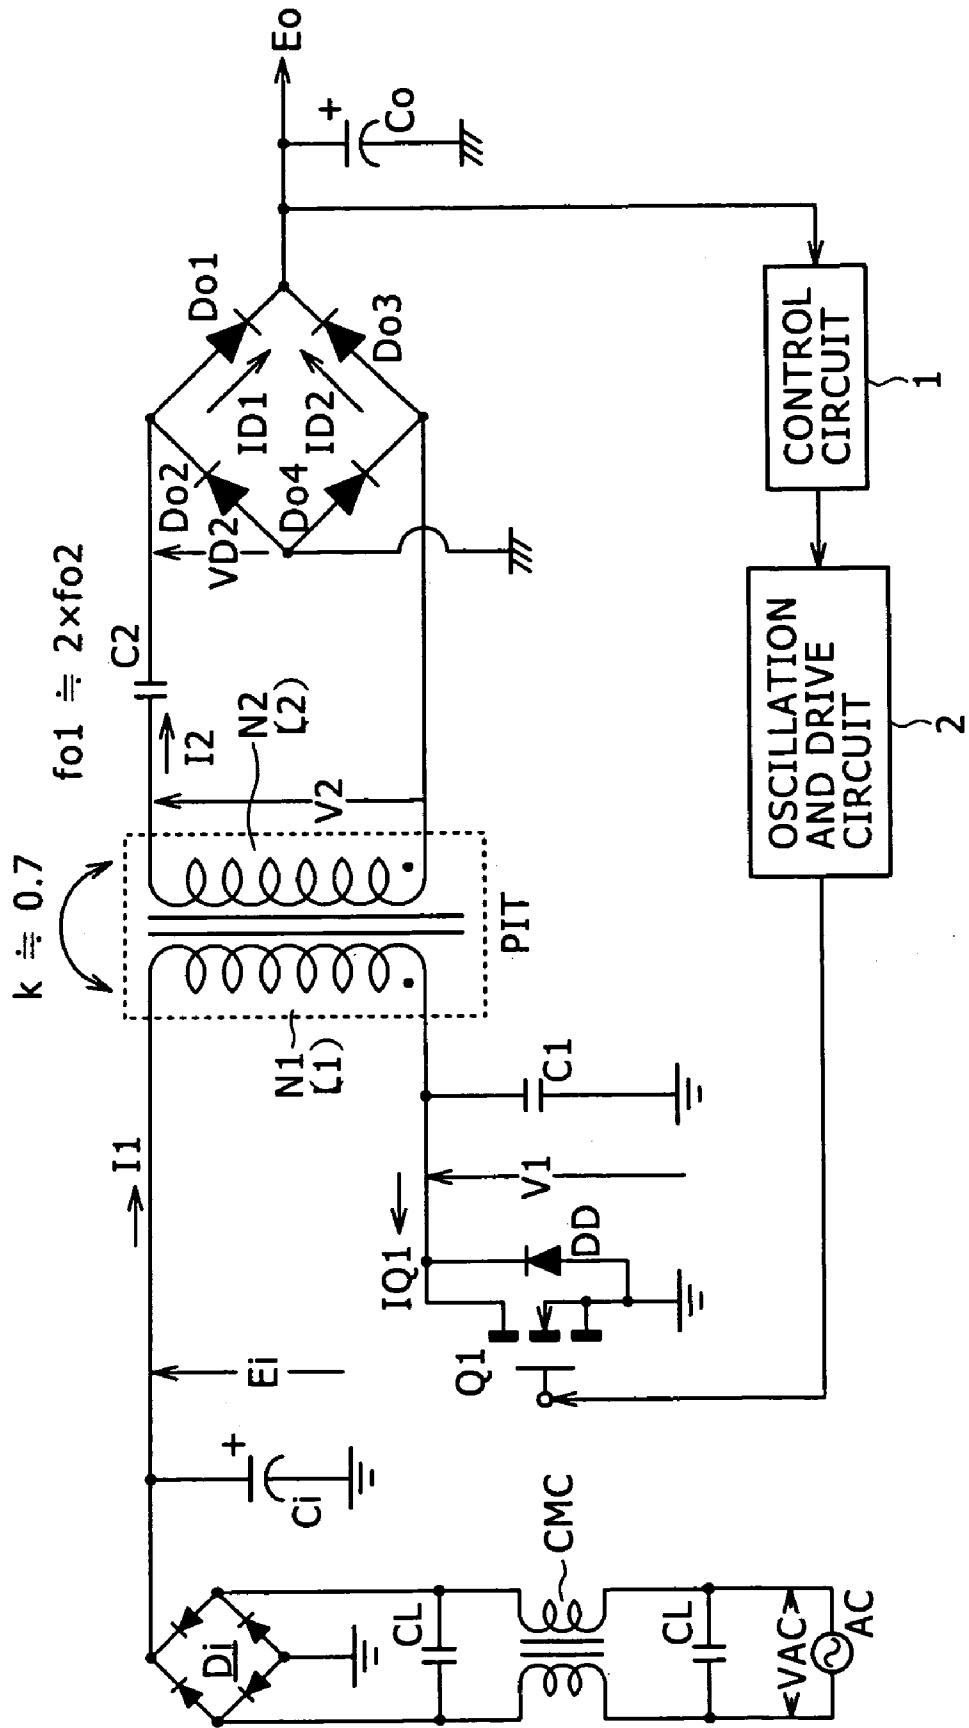 k ≒ 0.7
fo1 ≒ 2×fo2
I1
I2
C2
Do2
Do1
Eo
+
Co
VD2
ID1
Do4
ID2
Do3
V2
N2
(L2)
N1
(L1)
PIT
Di
+
Ci
Ei
IQ1
V1
C1
DD
Q1
CL
CMC
CL
VAC
AC
CONTROL
CIRCUIT
1
OSCILLATION
AND DRIVE
CIRCUIT
2